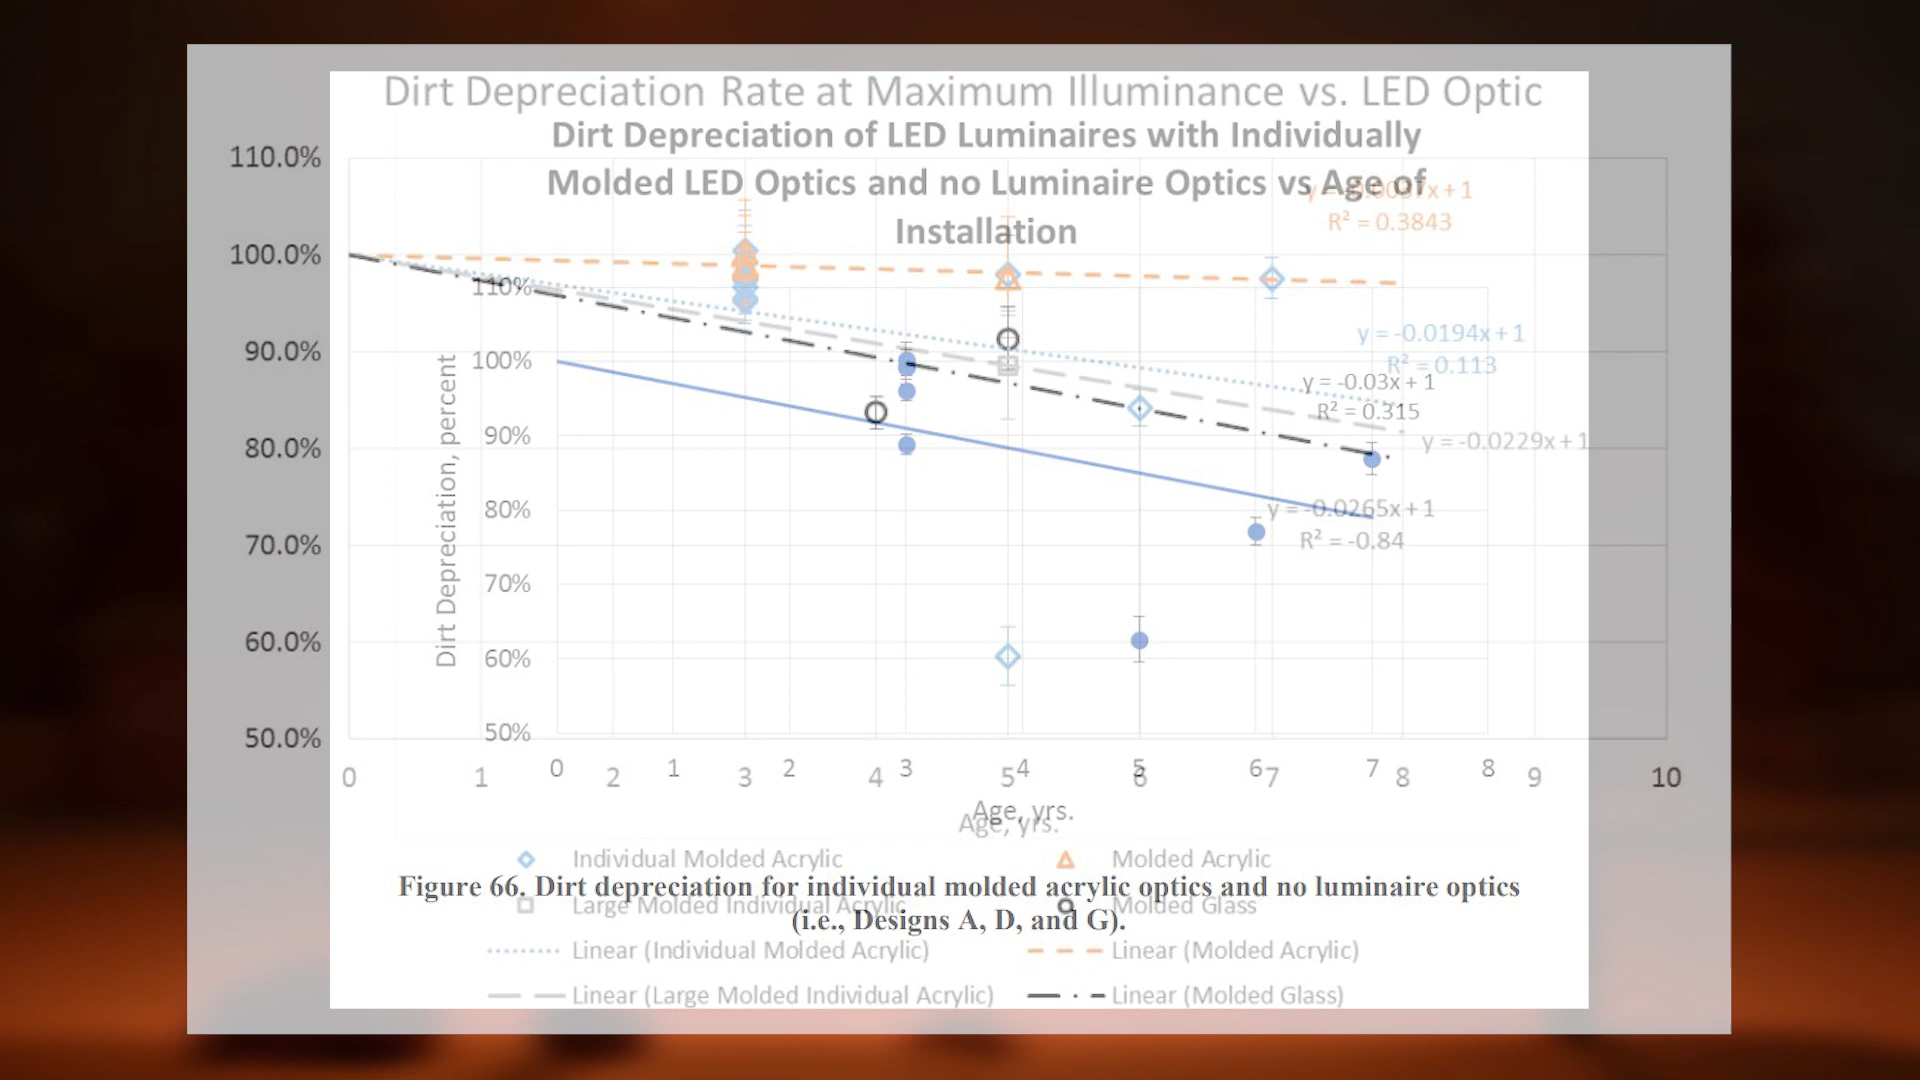 Dirt Depreciation Rate at Maximum Illuminance vs. LED Optic
Dirt Depreciation of LED Luminaires with Individually
Molded LED Optics and no Luminaire Optics vs Age of
Installation
110.0%
100.0%
90.0%
80.0%
70.0%
60.0%
50.0%
Dirt Depreciation, percent
110%
100%
90%
80%
70%
60%
50%
R² = 0.3843
y = -0.0194x + 1
R² = 0.113
y = -0.03x + 1
R² = 0.315
y = -0.0229x + 1
y = -0.0265x + 1
R² = -0.84
0 1 2 3 4 5 6 7 8
0 1 2 3 4 5 6 7 8 9 10
Age, yrs.
Age, yrs.
Individual Molded Acrylic
Molded Acrylic
Figure 66. Dirt depreciation for individual molded acrylic optics and no luminaire optics
(i.e., Designs A, D, and G).
Large Molded Individual Acrylic
Molded Glass
Linear (Individual Molded Acrylic)
Linear (Molded Acrylic)
Linear (Large Molded Individual Acrylic)
Linear (Molded Glass)